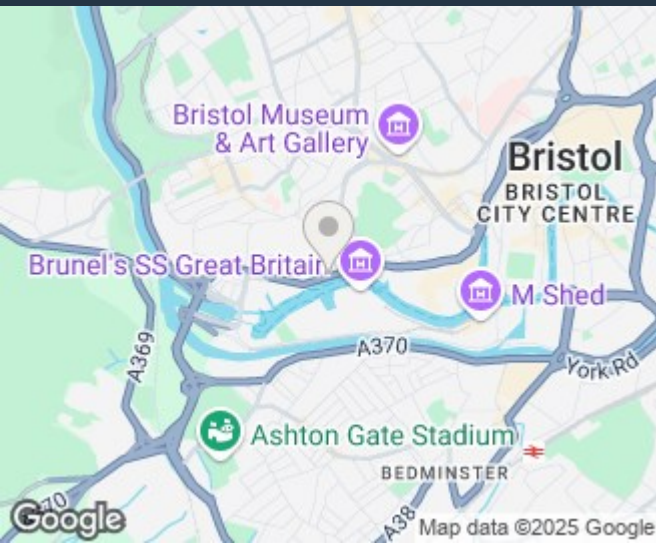 Bristol Museum
& Art Gallery
Bristol
BRISTOL
CITY CENTRE
Brunel's SS Great Britain
M Shed
A369
A370
York Rd
Ashton Gate Stadium
BEDMINSTER
A38
Google
Map data ©2025 Google